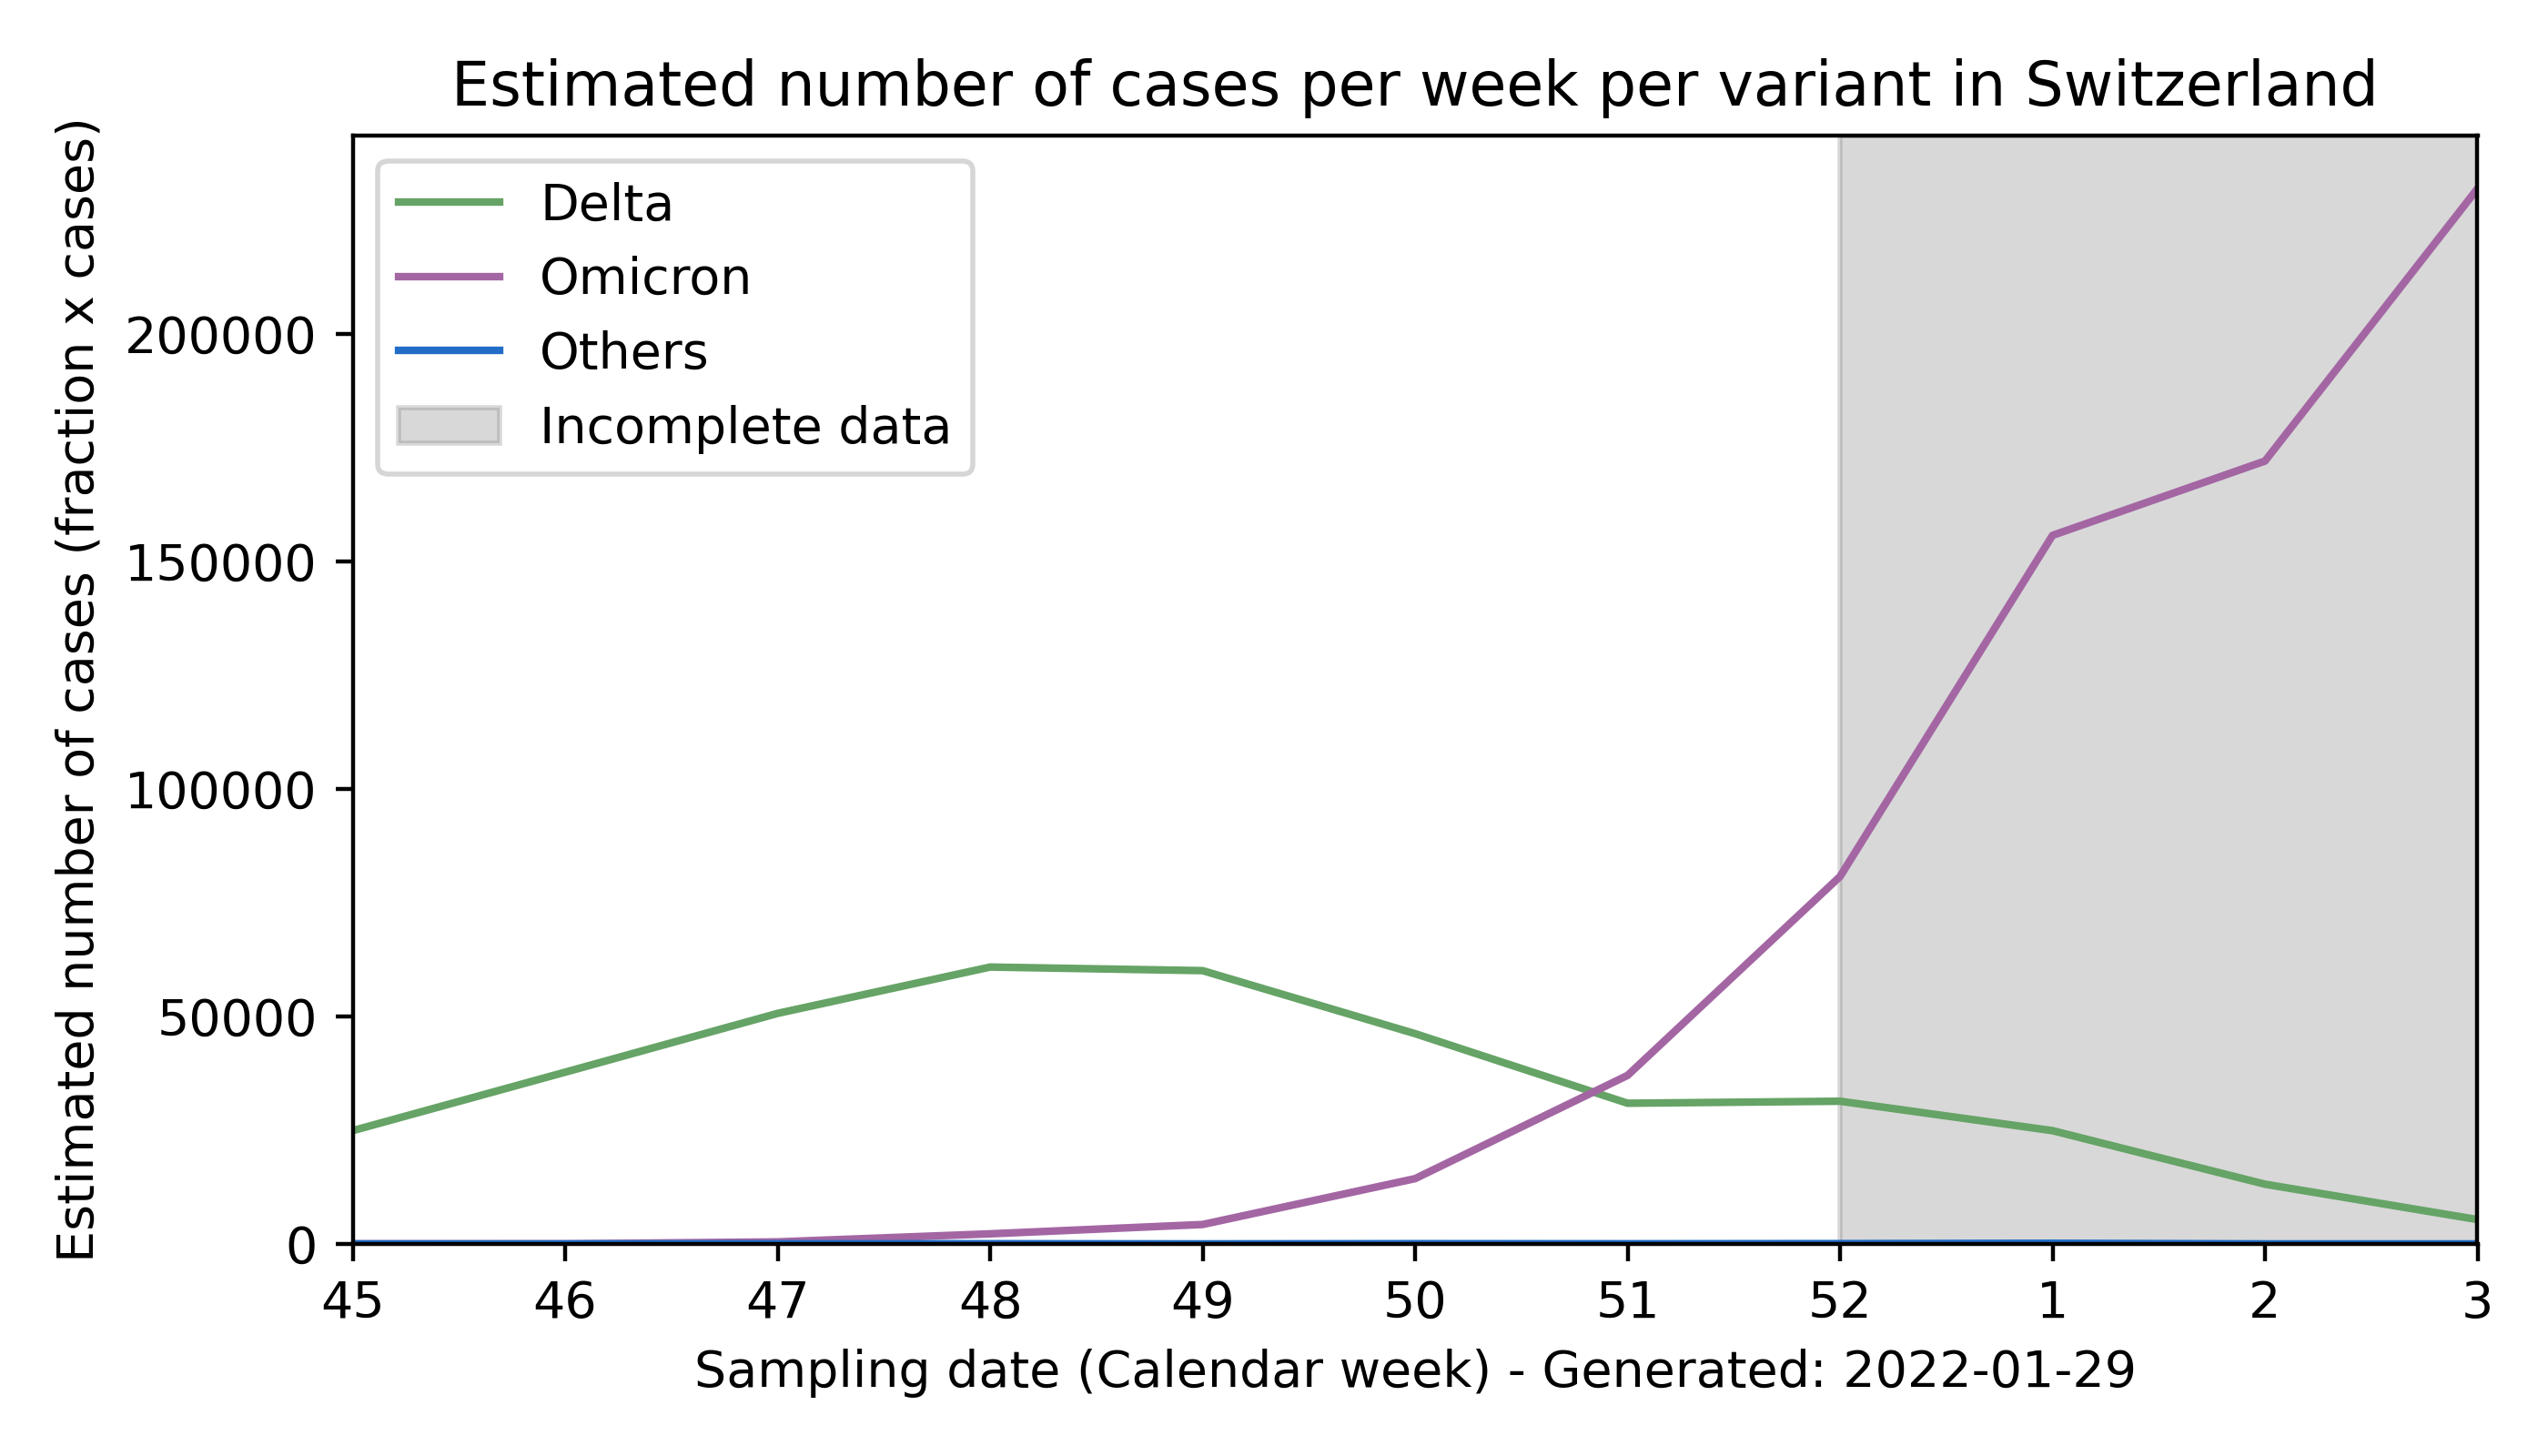 Estimated number of cases per week per variant in Switzerland
Estimated number of cases (fraction x cases)
Delta
Omicron
Others
Incomplete data
200000
150000
100000
50000
0
45 46 47 48 49 50 51 52 1 2 3
Sampling date (Calendar week) - Generated: 2022-01-29